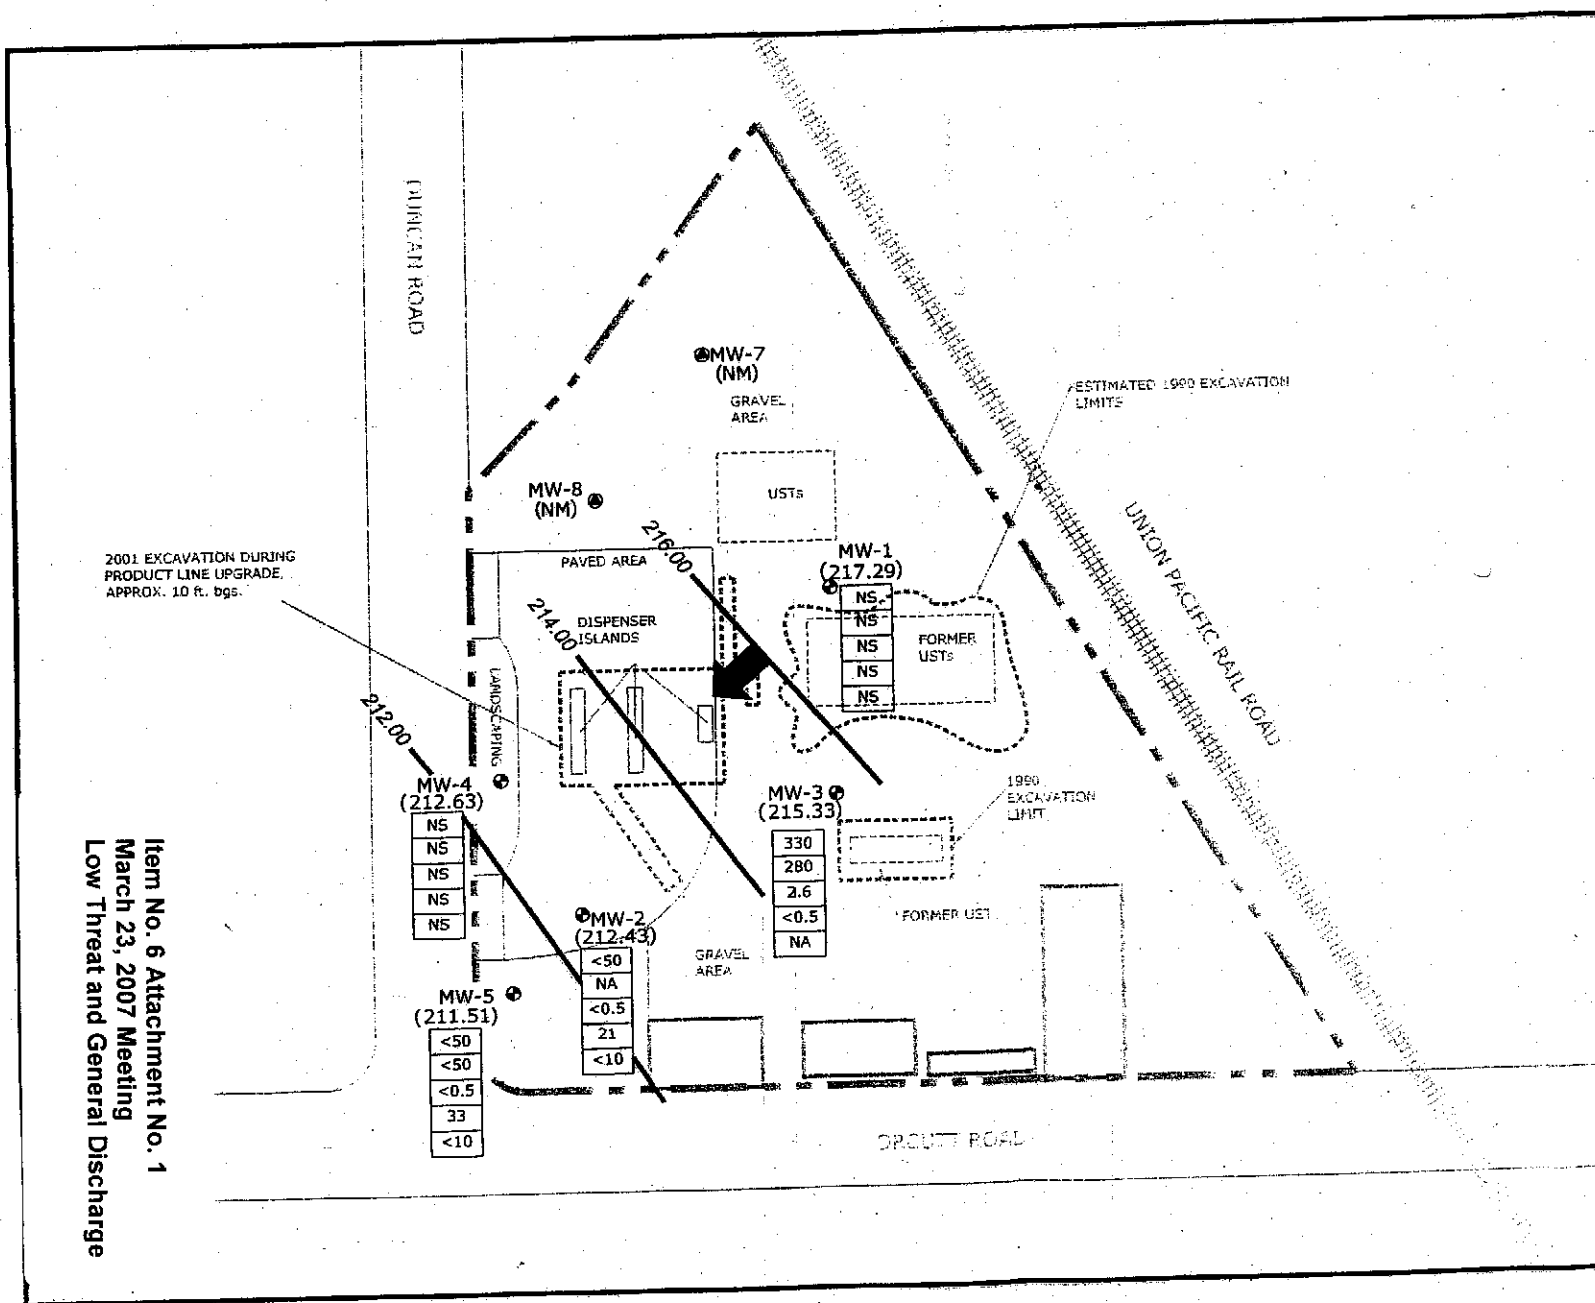 DUNCAN ROAD
MW-7
(NM)
GRAVEL
AREA
ESTIMATED 1990 EXCAVATION
LIMITS
USTs
MW-8
(NM)
UNION PACIFIC RAIL ROAD
2001 EXCAVATION DURING
PRODUCT LINE UPGRADE,
APPROX. 10 ft. bgs.
PAVED AREA
216.00
MW-1
(217.29)
NS
NS
NS
NS
NS
FORMER
USTs
DISPENSER
ISLANDS
214.00
LANDSCAPING
212.00
MW-4
(212.63)
NS
NS
NS
NS
NS
MW-3
(215.33)
330
280
2.6
<0.5
NA
1990
EXCAVATION
LIMIT
FORMER UST
MW-2
(212.43)
<50
NA
<0.5
21
<10
GRAVEL
AREA
MW-5
(211.51)
<50
<50
<0.5
33
<10
ORCUTT ROAD
Item No. 6 Attachment No. 1
March 23, 2007 Meeting
Low Threat and General Discharge